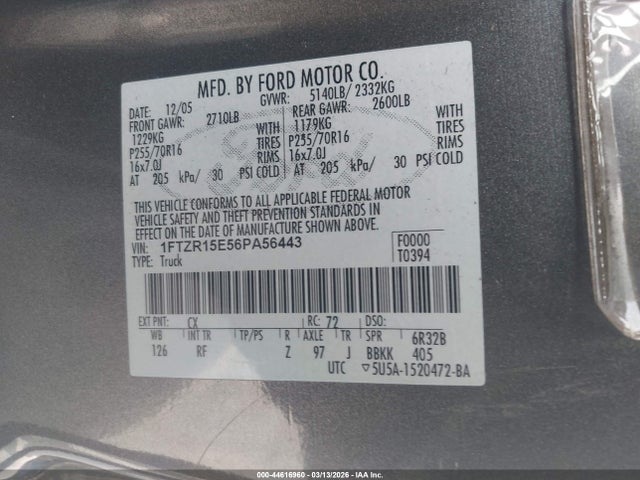 MFD. BY FORD MOTOR CO.
DATE: 12/05 GVWR: 5140LB/ 2332KG
FRONT GAWR: 2710LB REAR GAWR: 2600LB
1229KG WITH 1179KG WITH
P255/70R16 TIRES P255/70R16 TIRES
16x7.0J RIMS 16x7.0J RIMS
AT 205 kPa/ 30 PSI COLD AT 205 kPa/ 30 PSI COLD
THIS VEHICLE CONFORMS TO ALL APPLICABLE FEDERAL MOTOR
VEHICLE SAFETY AND THEFT PREVENTION STANDARDS IN
EFFECT ON THE DATE OF MANUFACTURE SHOWN ABOVE.
VIN: 1FTZR15E56PA56443 F0000
TYPE: Truck T0394
EXT PNT: CX RC: 72 DSO:
WB INT TR TP/PS R AXLE TR SPR 6R32B
126 RF Z 97 J BBKK 405
UTC ▽5U5A-1520472-BA
Ford
000-44616960 - 03/13/2026 - IAA Inc.